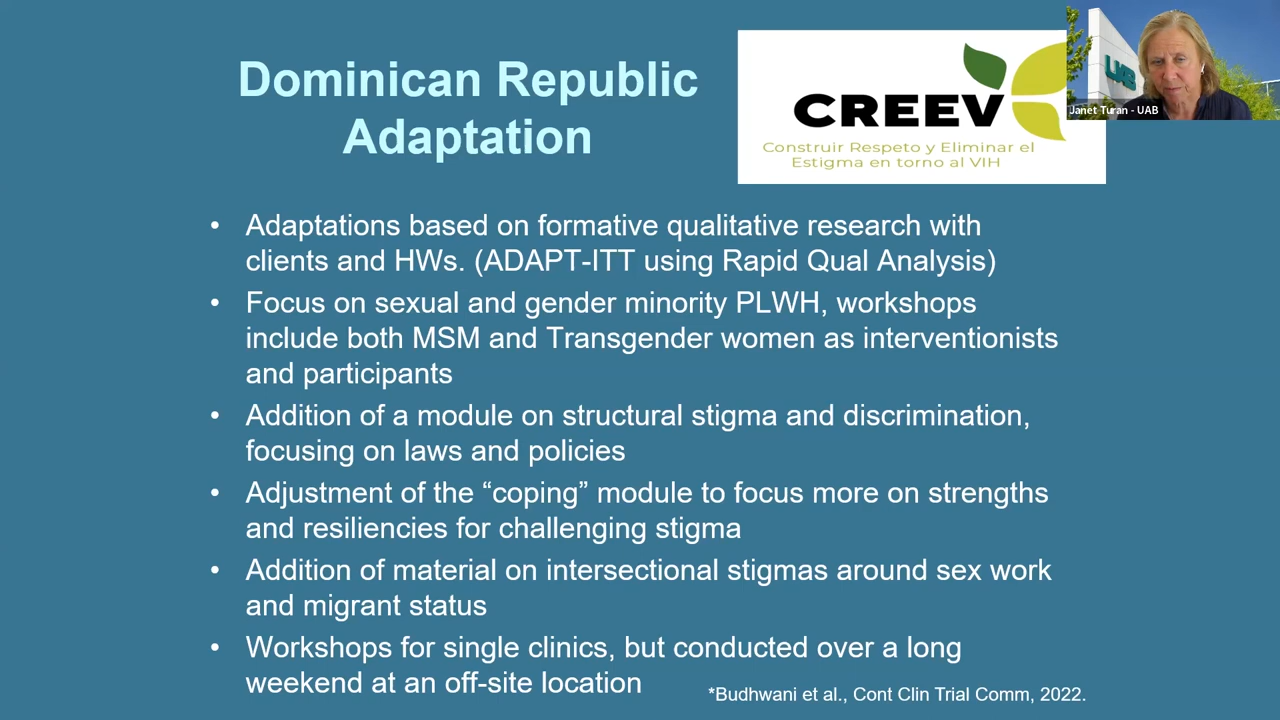 Dominican Republic
Adaptation
CREEV
Construir Respeto y Eliminar el
Estigma en torno al VIH
UAB
Janet Turan - UAB
• Adaptations based on formative qualitative research with
clients and HWs. (ADAPT-ITT using Rapid Qual Analysis)
• Focus on sexual and gender minority PLWH, workshops
include both MSM and Transgender women as interventionists
and participants
• Addition of a module on structural stigma and discrimination,
focusing on laws and policies
• Adjustment of the “coping” module to focus more on strengths
and resiliencies for challenging stigma
• Addition of material on intersectional stigmas around sex work
and migrant status
• Workshops for single clinics, but conducted over a long
weekend at an off-site location
*Budhwani et al., Cont Clin Trial Comm, 2022.